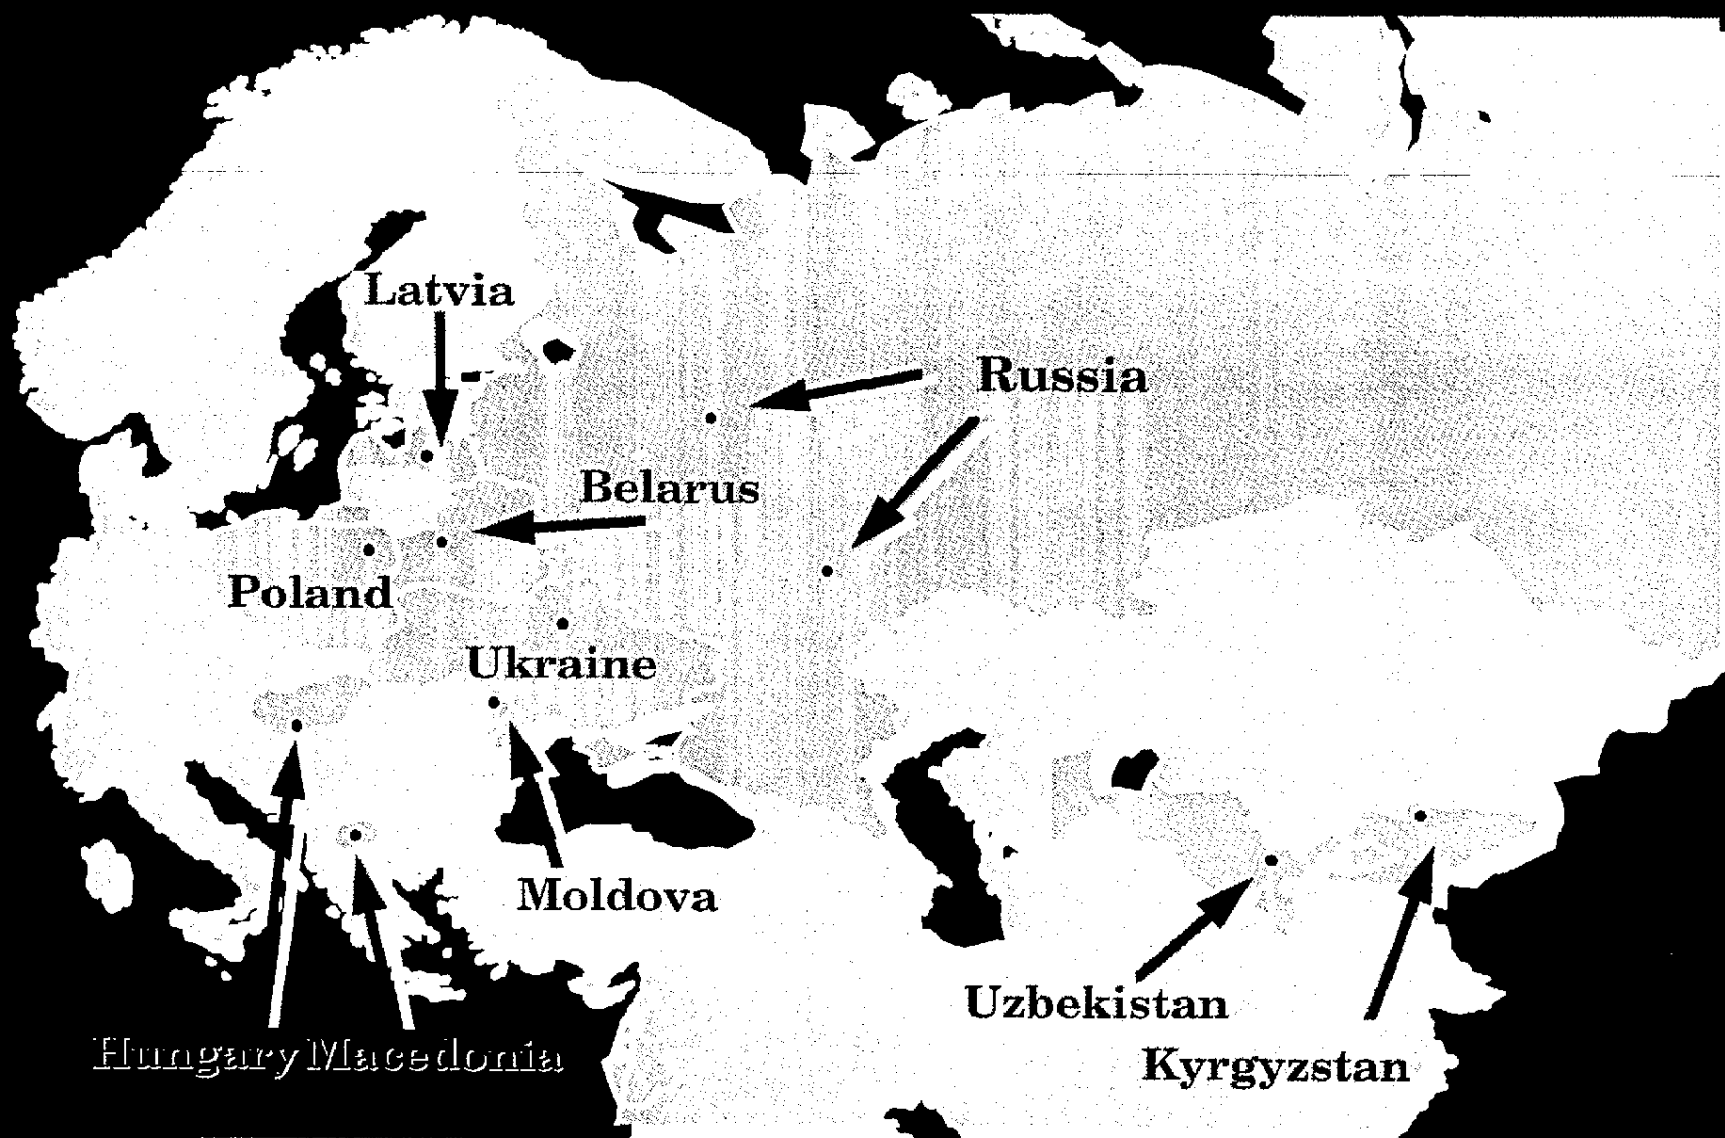 Latvia
Russia
Belarus
Poland
Ukraine
Moldova
Uzbekistan
Hungary Macedonia
Kyrgyzstan